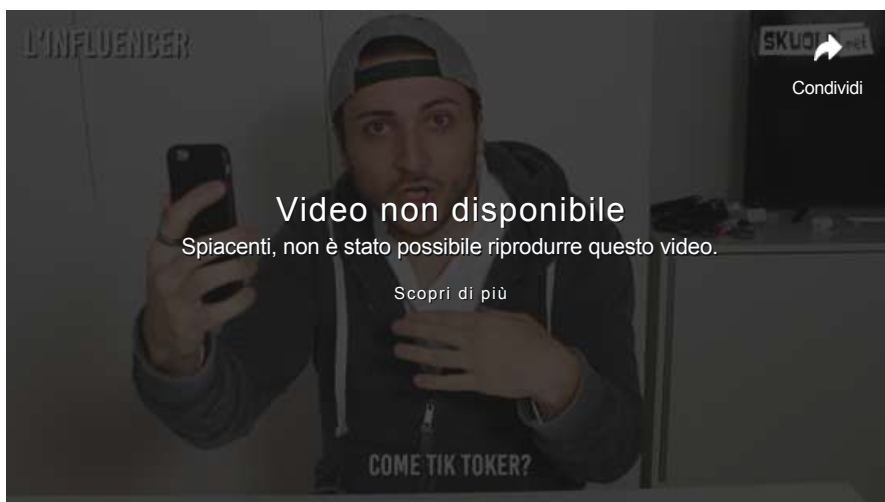 L'INFLUENCER
SKUOLA.net
Condividi
Video non disponibile
Spiacenti, non è stato possibile riprodurre questo video.
Scopri di più
COME TIK TOKER?